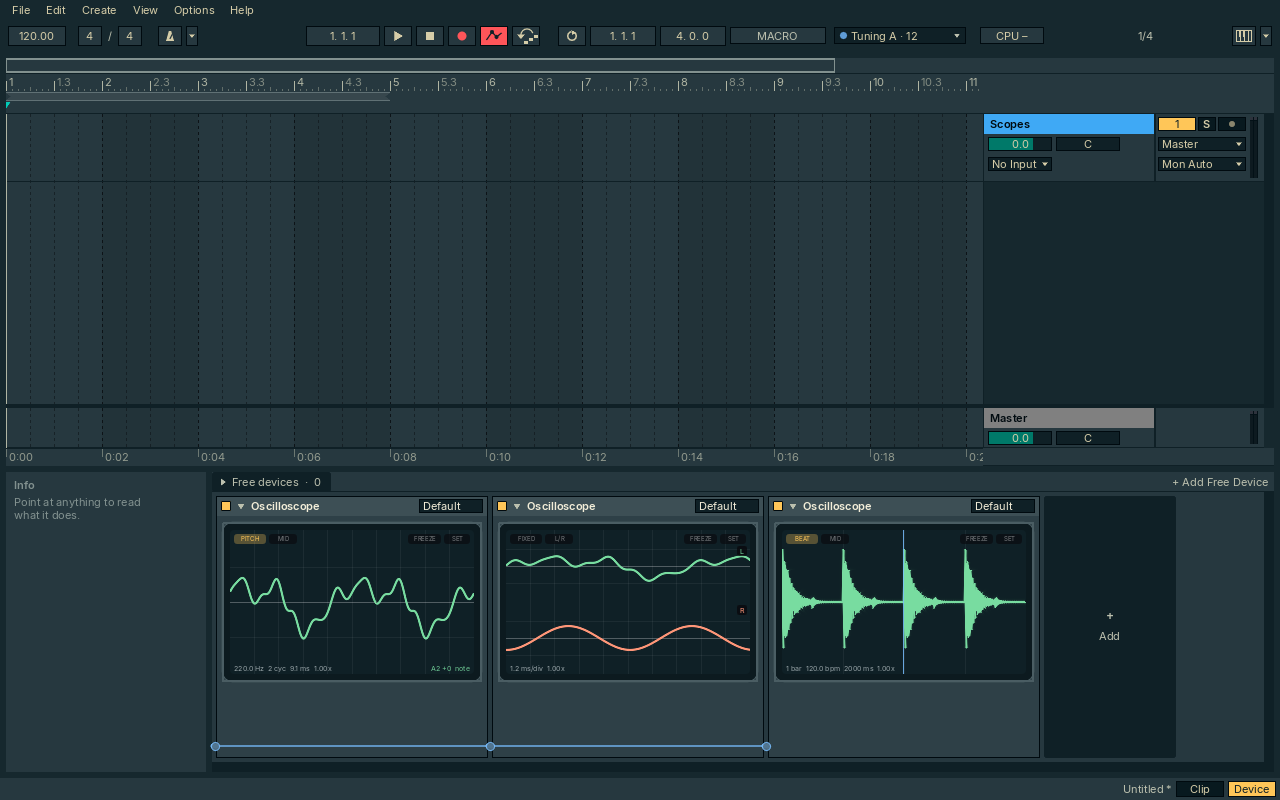 File Edit Create View Options Help
120.00 4 / 4 1. 1. 1 1. 1. 1 4. 0. 0 MACRO Tuning A · 12 CPU – 1/4
1 1.3 2 2.3 3 3.3 4 4.3 5 5.3 6 6.3 7 7.3 8 8.3 9 9.3 10 10.3 11
Scopes 1 S
0.0 C Master
No Input Mon Auto
Master
0.0 C
0:00 0:02 0:04 0:06 0:08 0:10 0:12 0:14 0:16 0:18
Info
Point at anything to read
what it does.
Free devices · 0 + Add Free Device
Oscilloscope Default Oscilloscope Default Oscilloscope Default
PITCH MID FREEZE SET FIXED L/R FREEZE SET BEAT MID FREEZE SET
L
R
220.0 Hz 2 cyc 9.1 ms 1.00x A2 +0 note 1.2 ms/div 1.00x 1 bar 120.0 bpm 2000 ms 1.00x
+
Add
Untitled * Clip Device